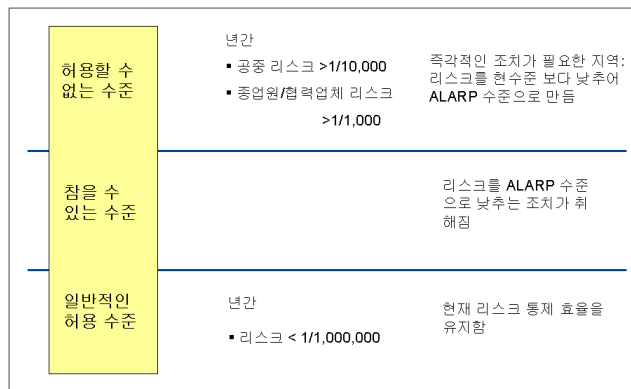 허용할 수
없는 수준
년간
▪ 공중 리스크 >1/10,000
▪ 종업원/협력업체 리스크
>1/1,000
즉각적인 조치가 필요한 지역:
리스크를 현수준 보다 낮추어
ALARP 수준으로 만듬
참을 수
있는 수준
리스크를 ALARP 수준
으로 낮추는 조치가 취
해짐
일반적인
허용 수준
년간
▪ 리스크 < 1/1,000,000
현재 리스크 통제 효율을
유지함